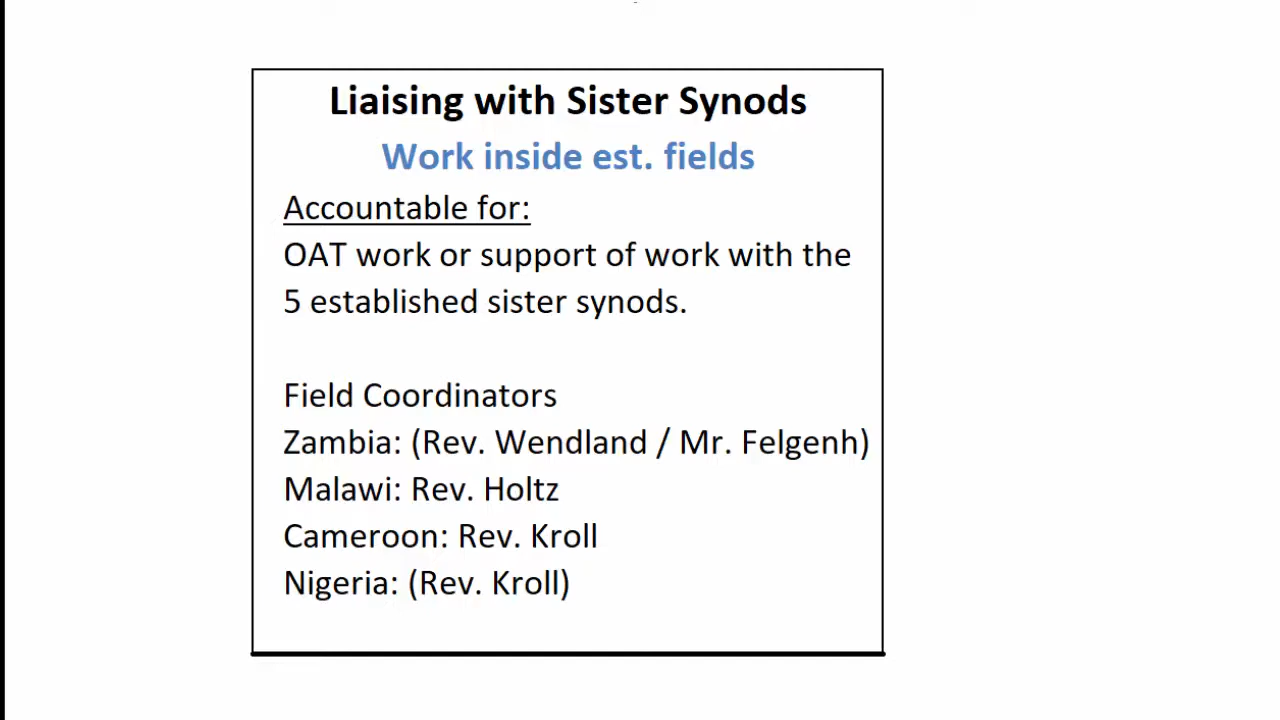 Liaising with Sister Synods
Work inside est. fields
Accountable for:
OAT work or support of work with the
5 established sister synods.
Field Coordinators
Zambia: (Rev. Wendland / Mr. Felgenh)
Malawi: Rev. Holtz
Cameroon: Rev. Kroll
Nigeria: (Rev. Kroll)